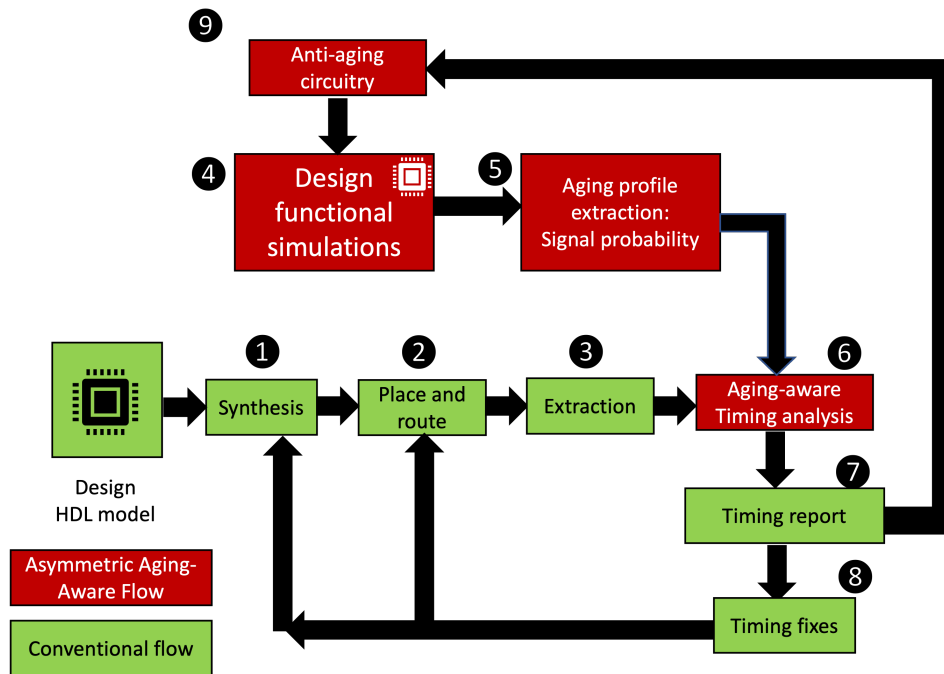 9
Anti-aging
circuitry
4
Design
functional
simulations
5
Aging profile
extraction:
Signal probability
1
2
3
6
Synthesis
Place and
route
Extraction
Aging-aware
Timing analysis
Design
HDL model
7
Timing report
Asymmetric Aging-
Aware Flow
8
Timing fixes
Conventional flow